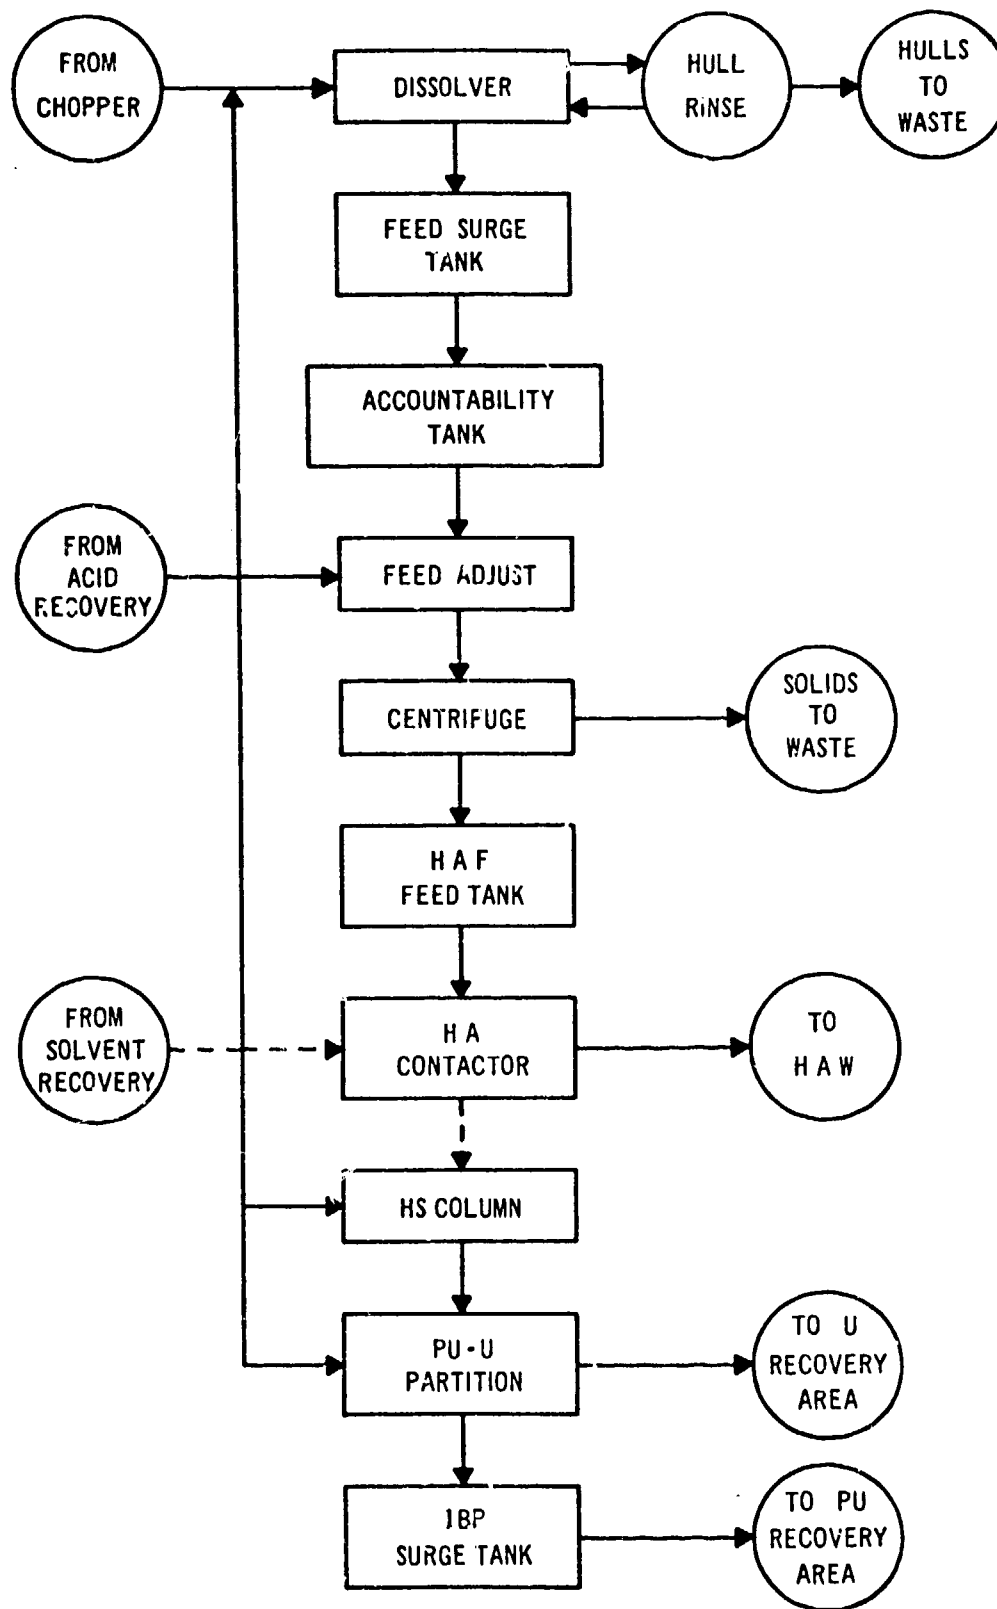 FROM
CHOPPER
DISSOLVER
HULL
RINSE
HULLS
TO
WASTE
FEED SURGE
TANK
ACCOUNTABILITY
TANK
FROM
ACID
RECOVERY
FEED ADJUST
CENTRIFUGE
SOLIDS
TO
WASTE
H A F
FEED TANK
FROM
SOLVENT
RECOVERY
H A
CONTACTOR
TO
H A W
HS COLUMN
PU-U
PARTITION
TO U
RECOVERY
AREA
1BP
SURGE TANK
TO PU
RECOVERY
AREA